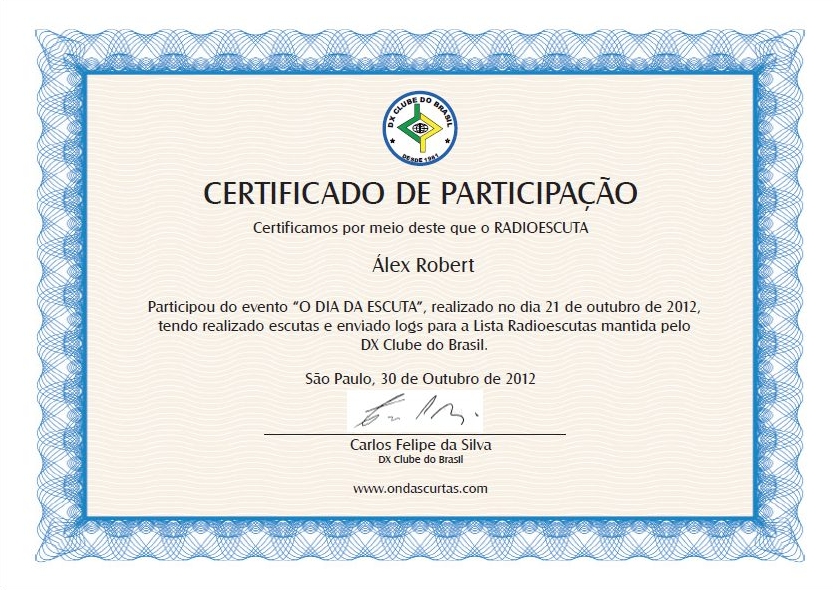 DX CLUBE DO BRASIL
DESDE 1981
CERTIFICADO DE PARTICIPAÇÃO
Certificamos por meio deste que o RADIOESCUTA
Álex Robert
Participou do evento “O DIA DA ESCUTA”, realizado no dia 21 de outubro de 2012,
tendo realizado escutas e enviado logs para a Lista Radioescutas mantida pelo
DX Clube do Brasil.
São Paulo, 30 de Outubro de 2012
Carlos Felipe da Silva
DX Clube do Brasil
www.ondascurtas.com